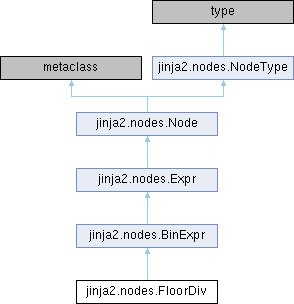 type
metaclass
jinja2.nodes.NodeType
jinja2.nodes.Node
jinja2.nodes.Expr
jinja2.nodes.BinExpr
jinja2.nodes.FloorDiv